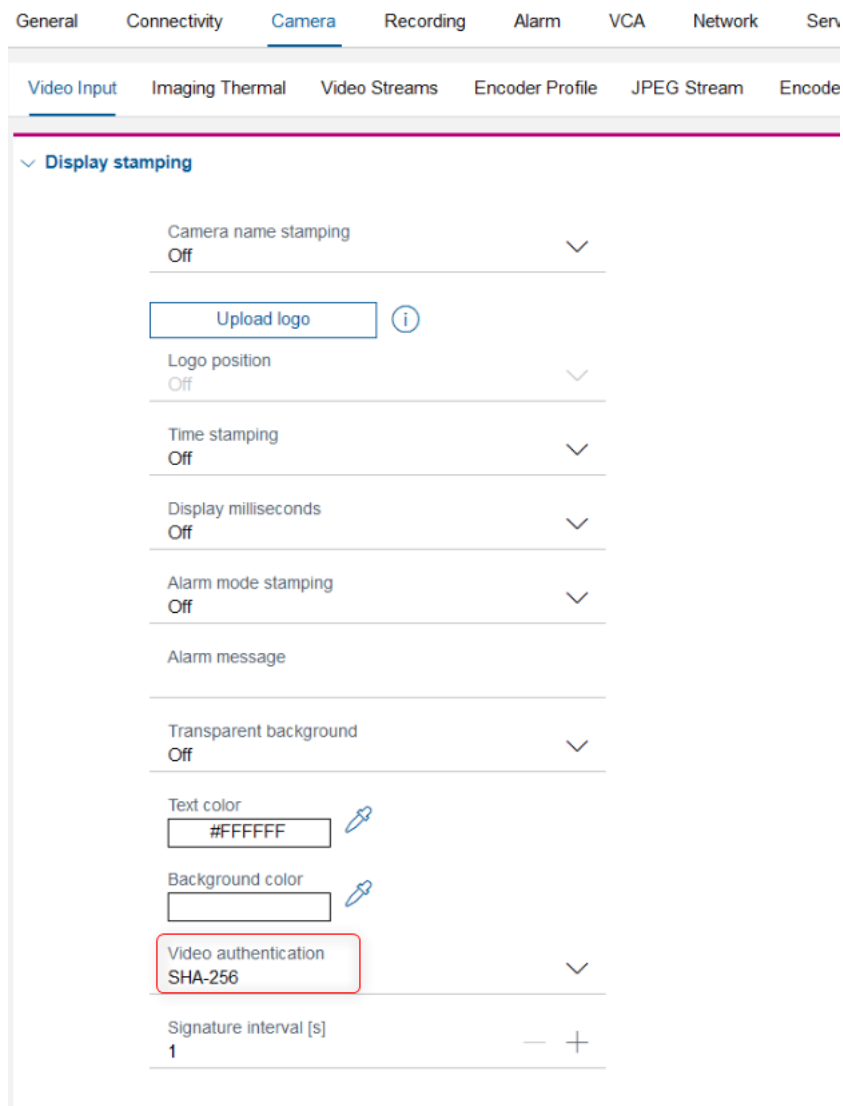 General Connectivity Camera Recording Alarm VCA Network
Video Input Imaging Thermal Video Streams Encoder Profile JPEG Stream
Display stamping
Camera name stamping
Off
Upload logo
Logo position
Off
Time stamping
Off
Display milliseconds
Off
Alarm mode stamping
Off
Alarm message
Transparent background
Off
Text color
#FFFFFF
Background color
Video authentication
SHA-256
Signature interval [s]
1